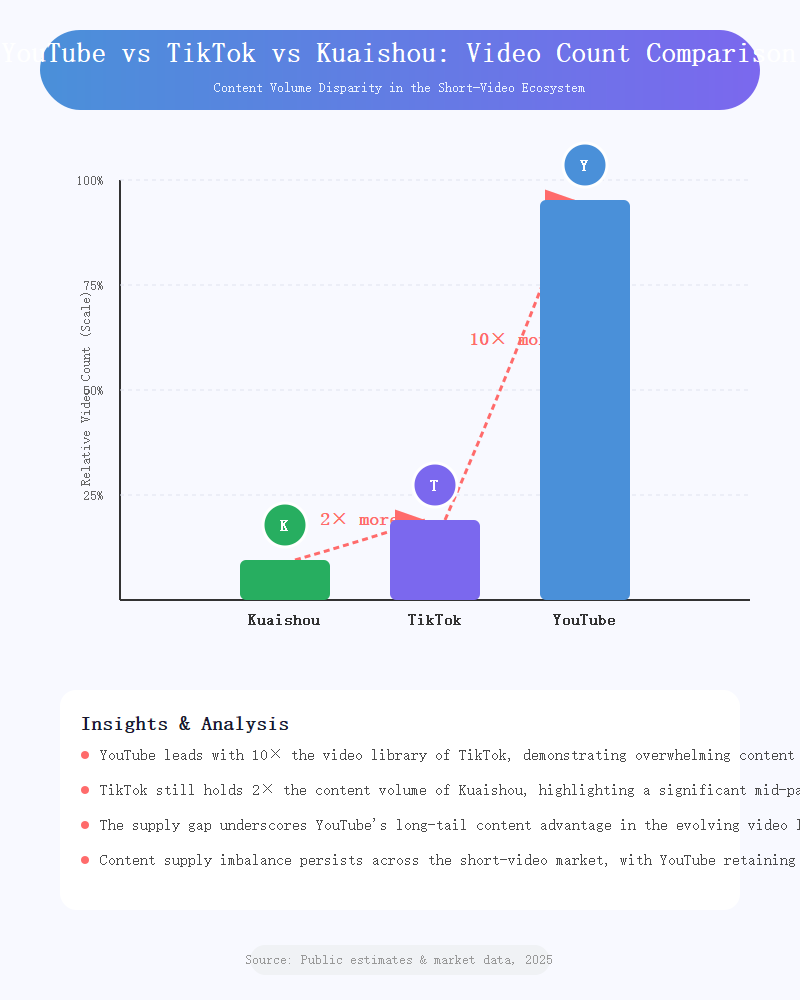 YouTube vs TikTok vs Kuaishou: Video Count Comparison
Content Volume Disparity in the Short-Video Ecosystem
Y
100%
75%
10×
Relative Video Count (Scale)
50%
T
25%
K
2× more
Kuaishou
TikTok
YouTube
Insights & Analysis
YouTube leads with 10× the video library of TikTok, demonstrating overwhelming content
TikTok still holds 2× the content volume of Kuaishou, highlighting a significant
The supply gap underscores YouTube's long-tail content advantage in the evolving video
Content supply imbalance persists across the short-video market, with YouTube retaining
Source: Public estimates & market data, 2025